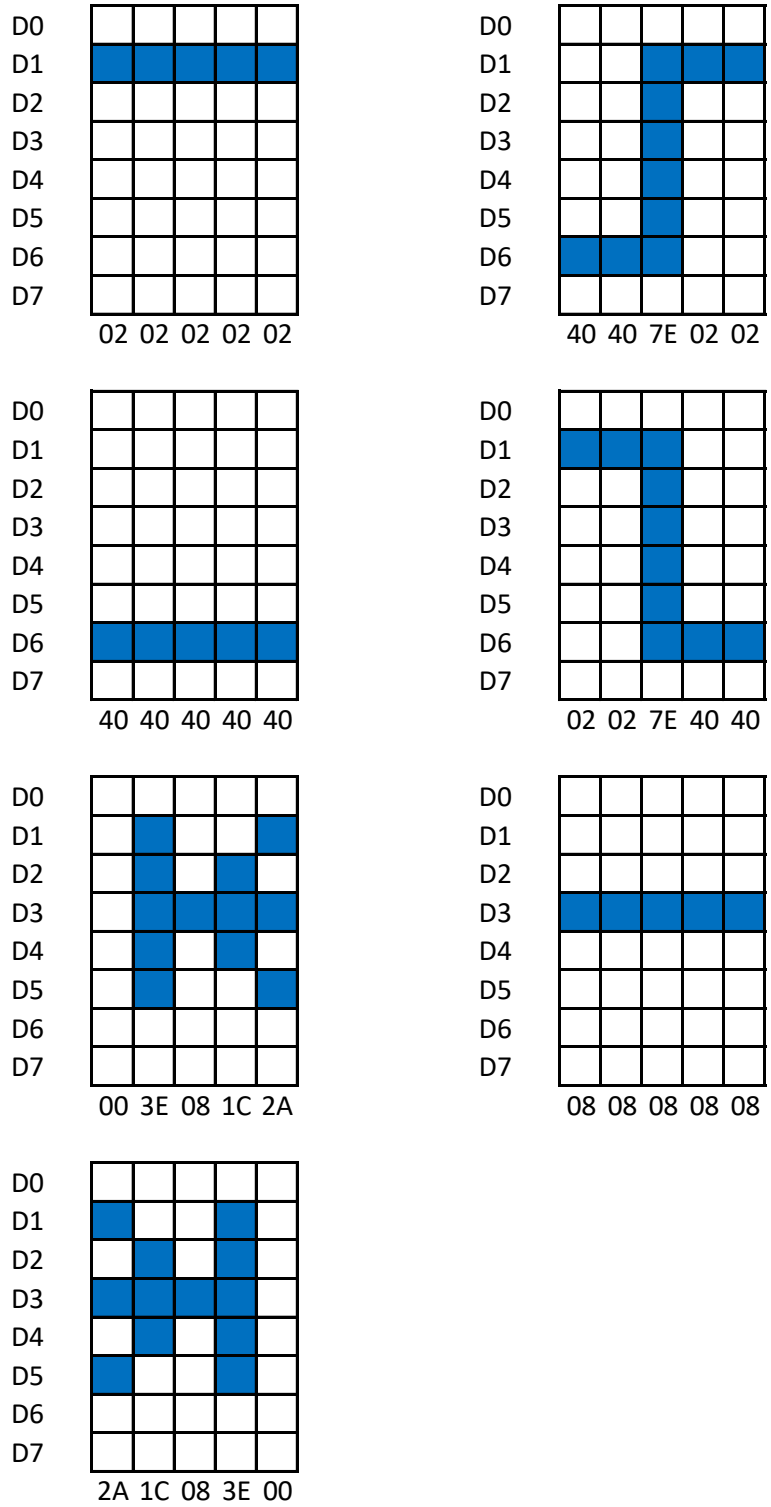 D0 D0
D1 D1
D2 D2
D3 D3
D4 D4
D5 D5
D6 D6
D7 D7
02 02 02 02 02 40 40 7E 02 02
D0 D0
D1 D1
D2 D2
D3 D3
D4 D4
D5 D5
D6 D6
D7 D7
40 40 40 40 40 02 02 7E 40 40
D0 D0
D1 D1
D2 D2
D3 D3
D4 D4
D5 D5
D6 D6
D7 D7
00 3E 08 1C 2A 08 08 08 08 08
D0
D1
D2
D3
D4
D5
D6
D7
2A 1C 08 3E 00